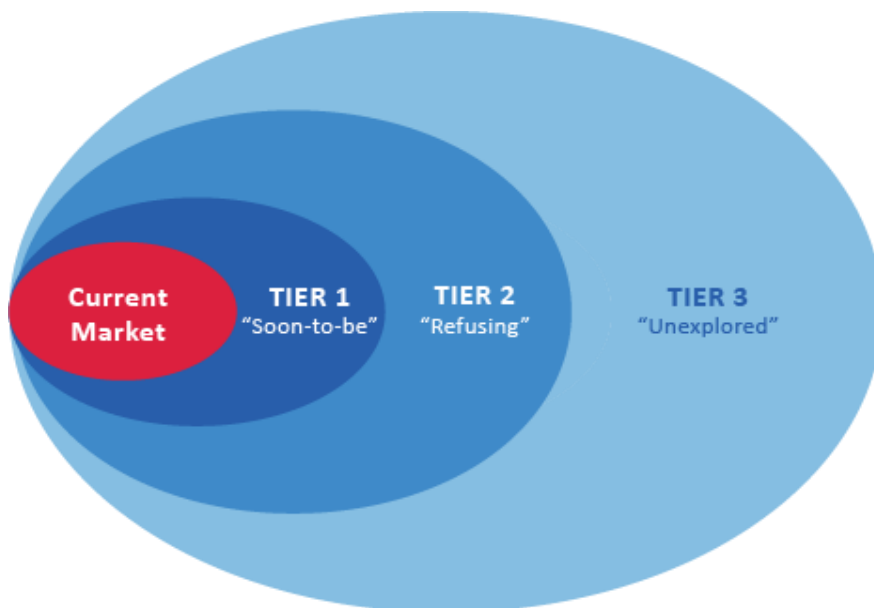 Current
Market
TIER 1
“Soon-to-be”
TIER 2
“Refusing”
TIER 3
“Unexplored”